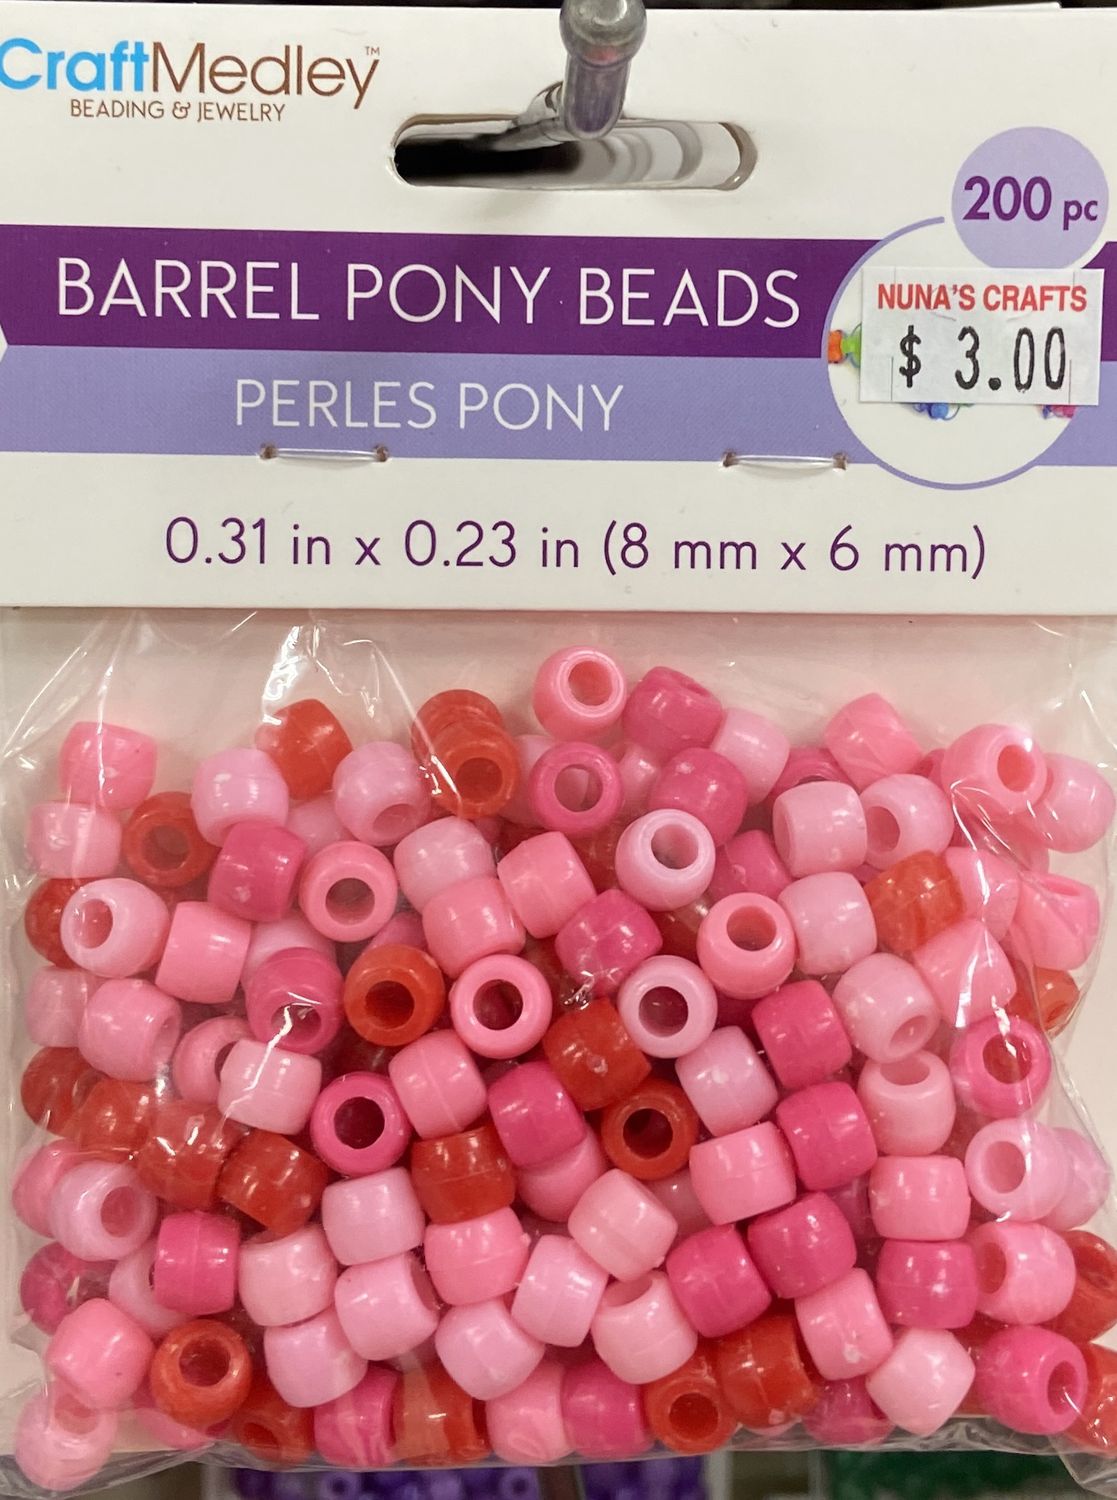 CraftMedley™
BEADING & JEWELRY
200 pc
BARREL PONY BEADS
NUNA'S CRAFTS
$ 3.00
PERLES PONY
0.31 in x 0.23 in (8 mm x 6 mm)